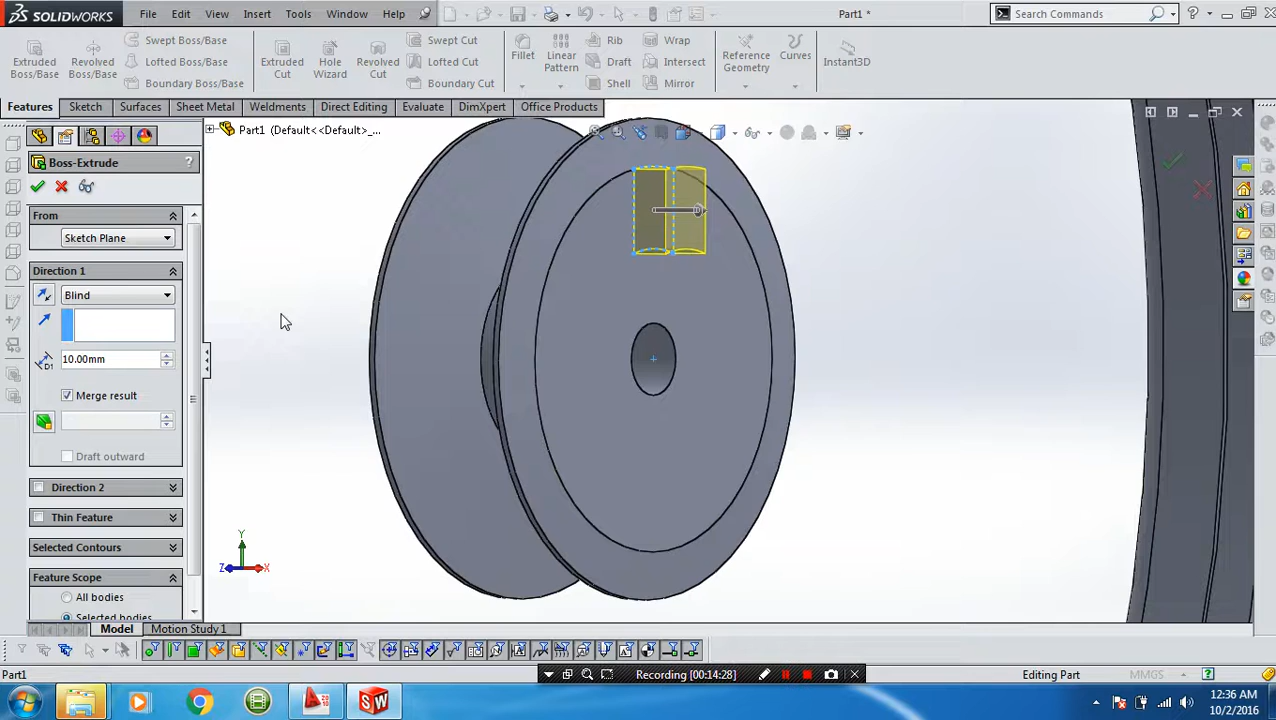 SOLIDWORKS File Edit View Insert Tools Window Help Part1 * Search Commands
Extruded Boss/Base
Revolved Boss/Base
Swept Boss/Base
Lofted Boss/Base
Boundary Boss/Base
Extruded Cut
Hole Wizard
Revolved Cut
Swept Cut
Lofted Cut
Boundary Cut
Fillet
Linear Pattern
Rib
Draft
Shell
Wrap
Intersect
Mirror
Reference Geometry
Curves
Instant3D
Features Sketch Surfaces Sheet Metal Weldments Direct Editing Evaluate DimXpert Office Products
Part1 (Default<<Default>_...
Boss-Extrude ?
From
Sketch Plane
Direction 1
Blind
D1 10.00mm
Merge result
Draft outward
Direction 2
Thin Feature
Selected Contours
Feature Scope
All bodies
Selected bodies
Y
Z X
Model Motion Study 1
Recording [00:14:28]
Part1 Editing Part MMGS
SW
12:36 AM
10/2/2016